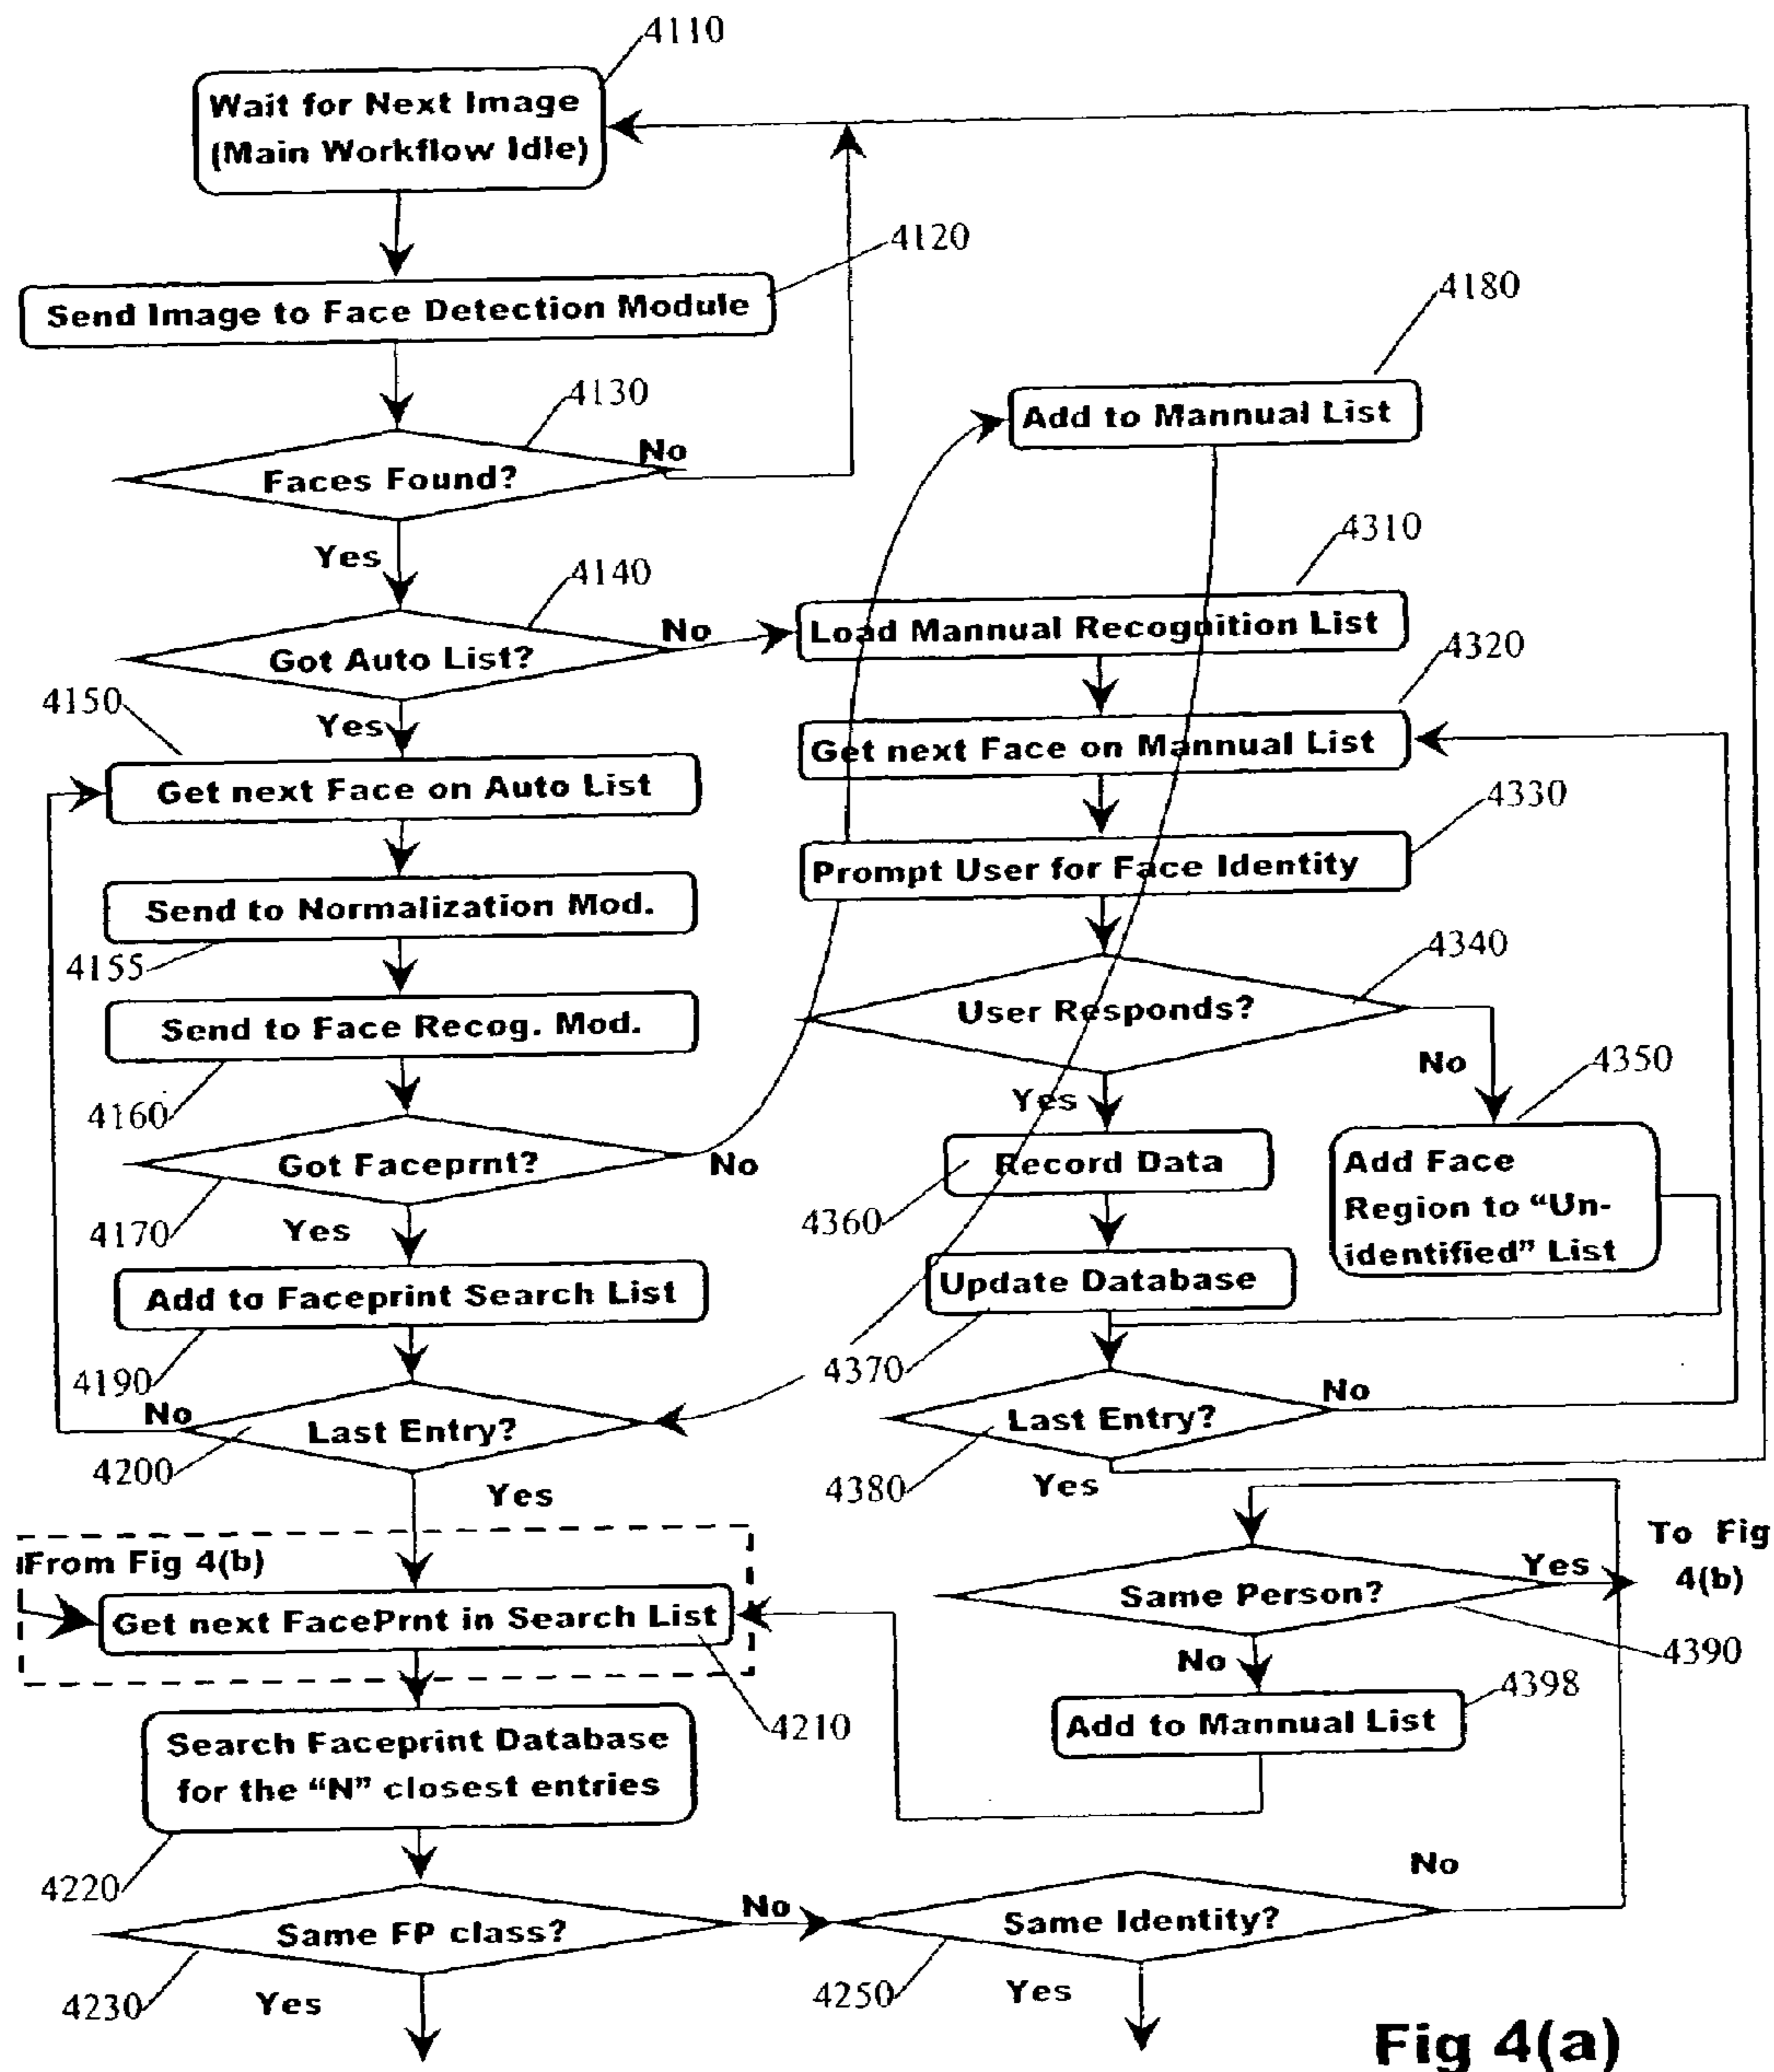 4110
Wait for Next Image
(Main Workflow Idle)
4120
Send Image to Face Detection Module
4180
4130
Add to Mannual List
No
Faces Found?
4310
Yes
4140
No
Load Mannual Recognition List
Got Auto List?
4320
4150
Yes
Get next Face on Mannual List
Get next Face on Auto List
4330
Prompt User for Face Identity
Send to Normalization Mod.
4155
4340
User Responds?
Send to Face Recog. Mod.
No
4350
4160
Yes
Got Faceprnt?
No
Record Data
Add Face
Region to “Un-
identified” List
4360
4170
Yes
Update Database
Add to Faceprint Search List
4370
4190
No
No
Last Entry?
Last Entry?
4200
4380
Yes
Yes
To Fig
4(b)
From Fig 4(b)
Yes
Same Person?
Get next FacePrnt in Search List
4390
No
4398
4210
Add to Mannual List
Search Faceprint Database
for the “N” closest entries
4220
No
No
Same FP class?
Same Identity?
4230
Yes
4250
Yes
Fig 4(a)